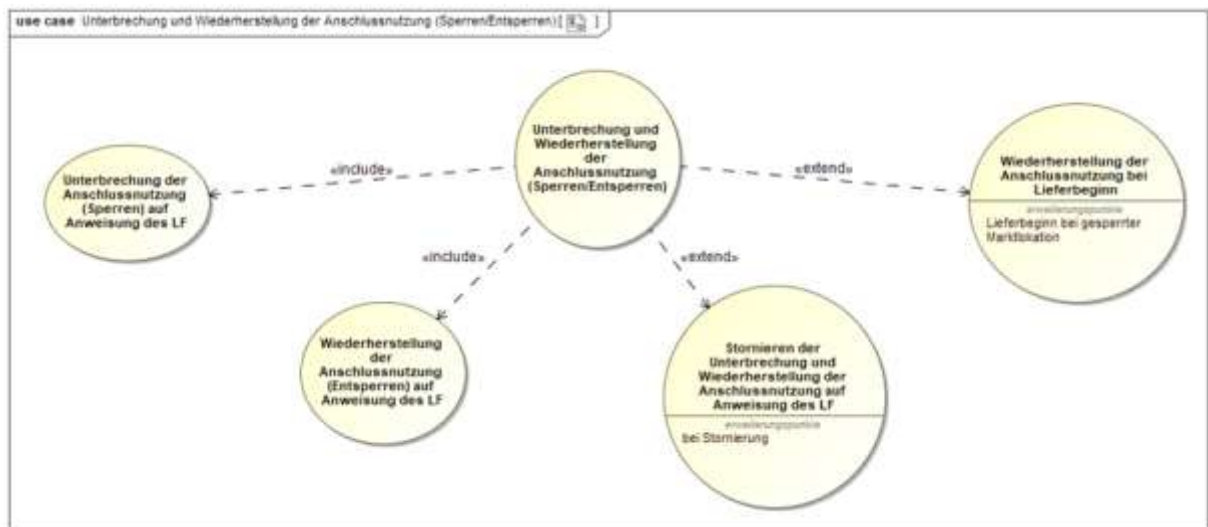 use case Unterbrechung und Wiederherstellung der Anschlussnutzung (Sperren/Entsperren) [ ]
Unterbrechung und
Wiederherstellung
der
Anschlussnutzung
(Sperren/Entsperren)
«include»
«extend»
Unterbrechung der
Anschlussnutzung
(Sperren) auf
Anweisung des LF
Wiederherstellung der
Anschlussnutzung bei
Lieferbeginn
erweiterungspunkte
Lieferbeginn bei gesperrter
Marktlokation
«include»
«extend»
Wiederherstellung
der
Anschlussnutzung
(Entsperren) auf
Anweisung des LF
Stornieren der
Unterbrechung und
Wiederherstellung der
Anschlussnutzung auf
Anweisung des LF
erweiterungspunkte
bei Stornierung